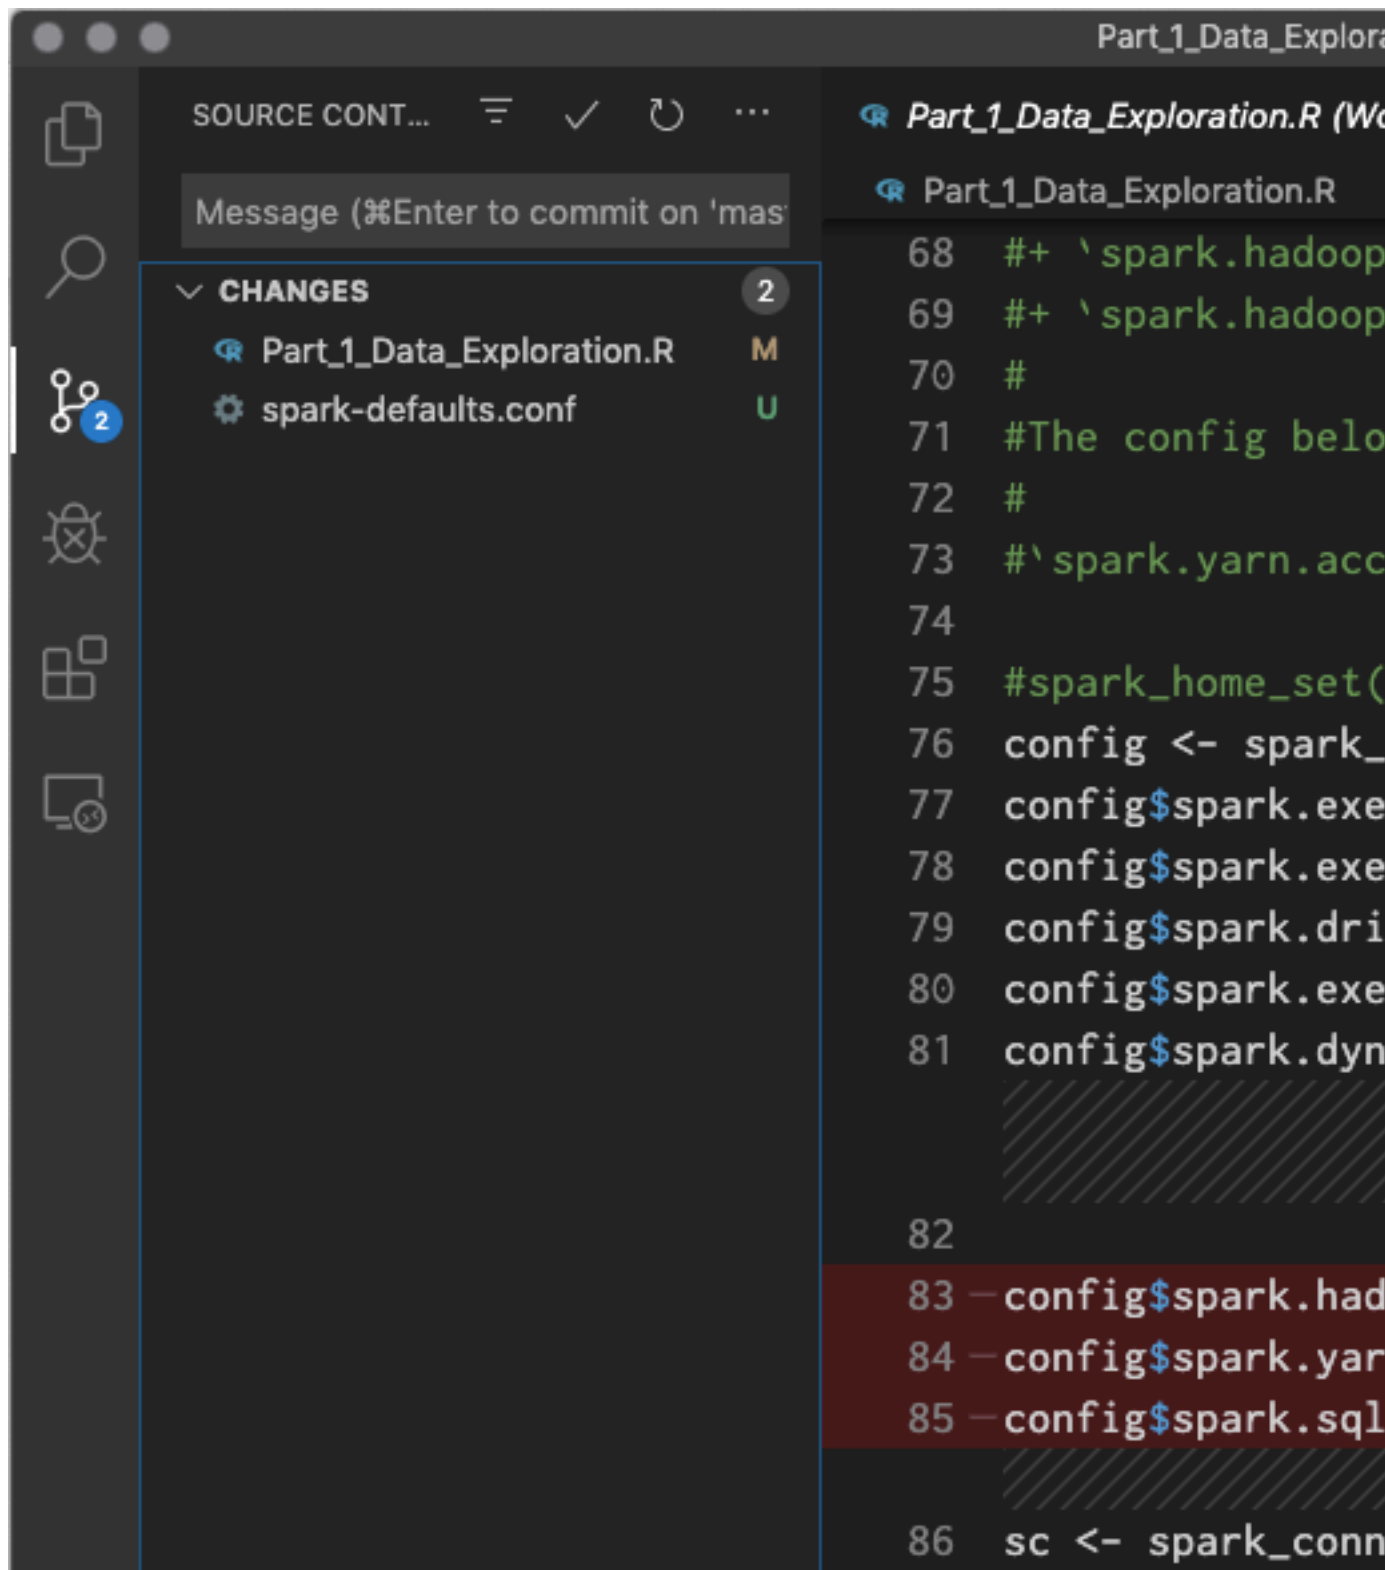 Part_1_Data_Explora
SOURCE CONT...
Message (⌘Enter to commit on 'mas
CHANGES 2
Part_1_Data_Exploration.R M
spark-defaults.conf U
2
Part_1_Data_Exploration.R (Wo
Part_1_Data_Exploration.R
68 #+ `spark.hadoop
69 #+ `spark.hadoop
70 #
71 #The config belo
72 #
73 #`spark.yarn.acc
74
75 #spark_home_set(
76 config <- spark_
77 config$spark.exe
78 config$spark.exe
79 config$spark.dri
80 config$spark.exe
81 config$spark.dyn
82
83 —config$spark.had
84 —config$spark.yar
85 —config$spark.sql
86 sc <- spark_conn